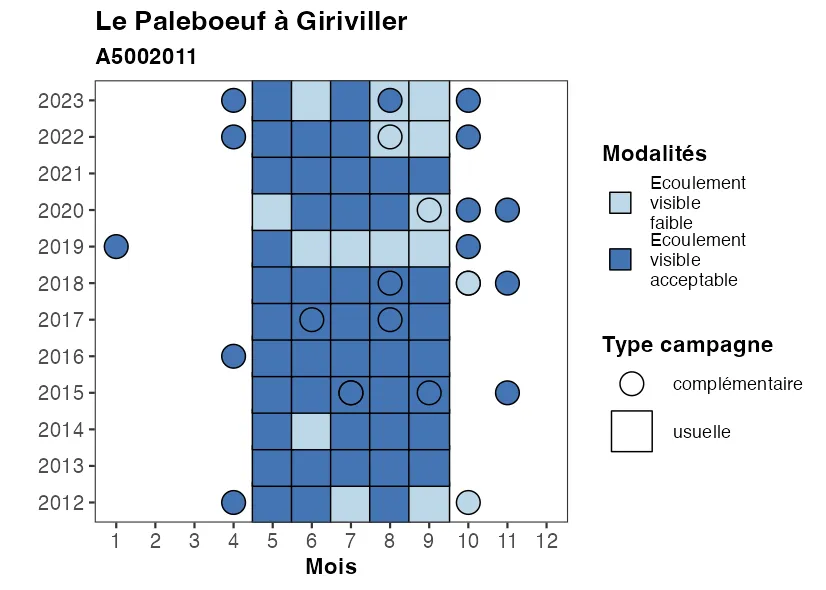 Le Paleboeuf à Giriviller
A5002011
2023
2022
2021
2020
2019
2018
2017
2016
2015
2014
2013
2012
1 2 3 4 5 6 7 8 9 10 11 12
Mois
Modalités
Ecoulement
visible
faible
Ecoulement
visible
acceptable
Type campagne
complémentaire
usuelle